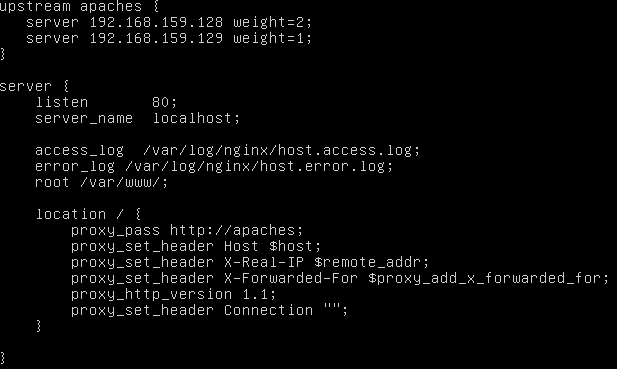 upstream apaches {
   server 192.168.159.128 weight=2;
   server 192.168.159.129 weight=1;
}
server {
    listen       80;
    server_name  localhost;
    access_log  /var/log/nginx/host.access.log;
    error_log /var/log/nginx/host.error.log;
    root /var/www/;
    location / {
        proxy_pass http://apaches;
        proxy_set_header Host $host;
        proxy_set_header X-Real-IP $remote_addr;
        proxy_set_header X-Forwarded-For $proxy_add_x_forwarded_for;
        proxy_http_version 1.1;
        proxy_set_header Connection "";
    }
}